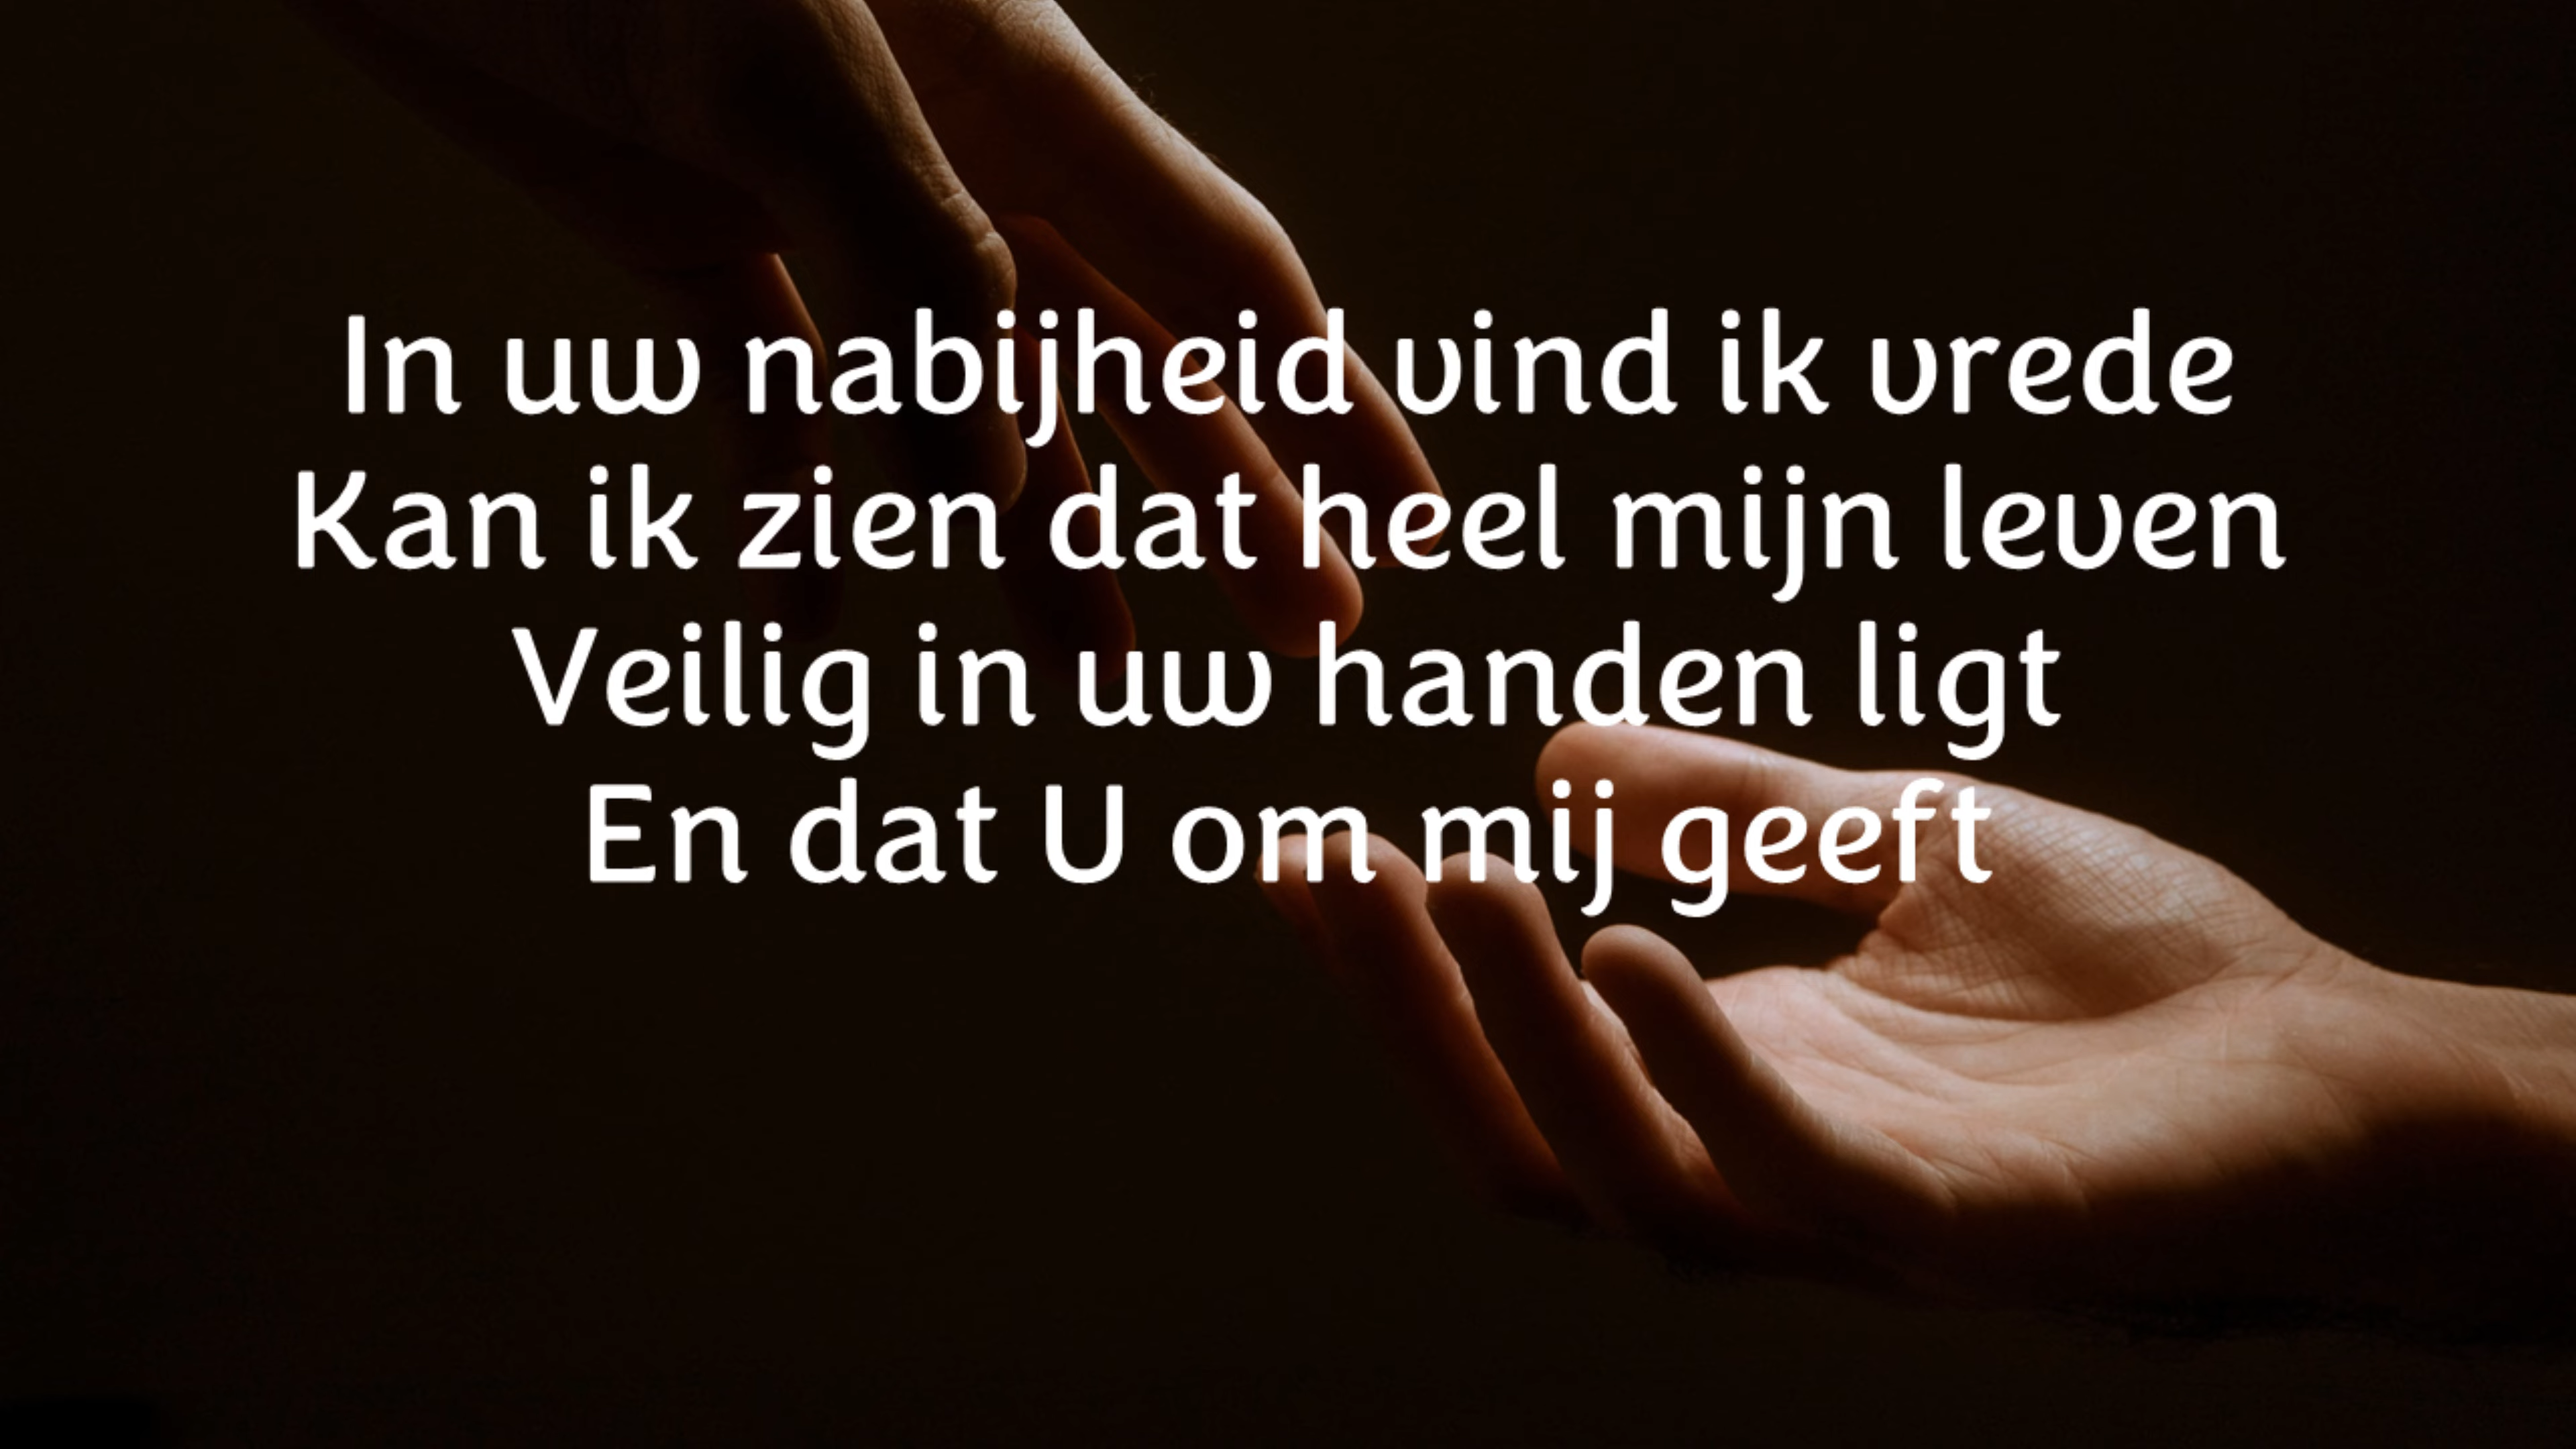 In uw nabijheid vind ik vrede
Kan ik zien dat heel mijn leven
Veilig in uw handen ligt
En dat U om mij geeft